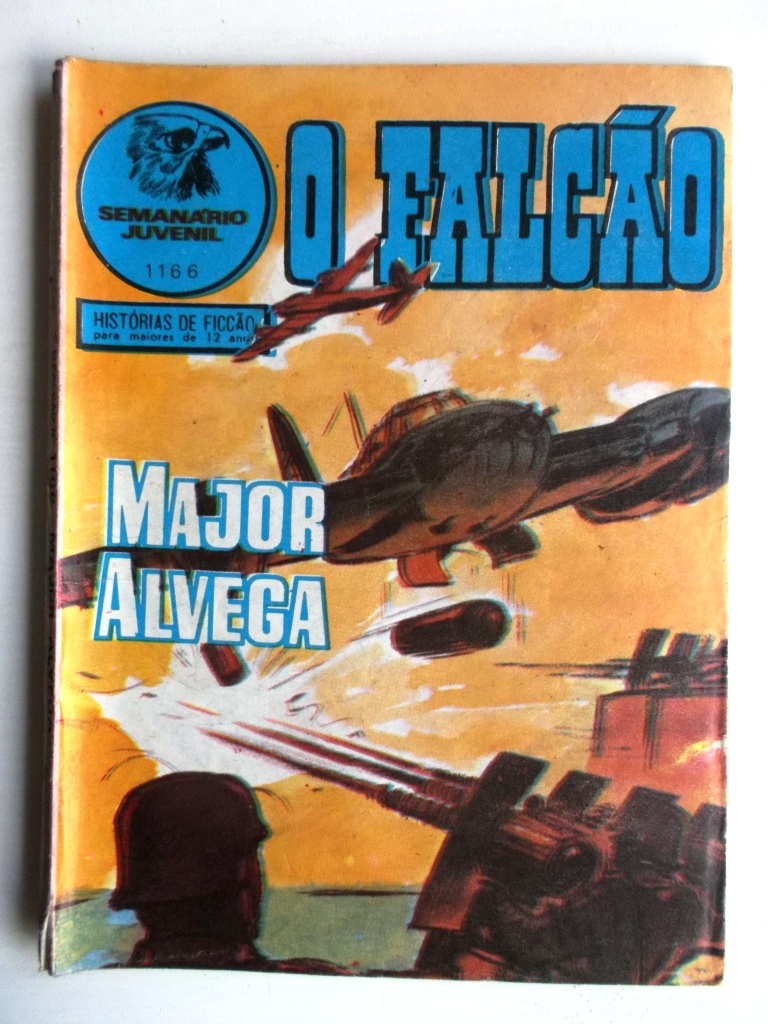 O FALCÃO
SEMANÁRIO
JUVENIL
1166
HISTÓRIAS DE FICÇÃO
para maiores de 12 anos
MAJOR
ALVEGA